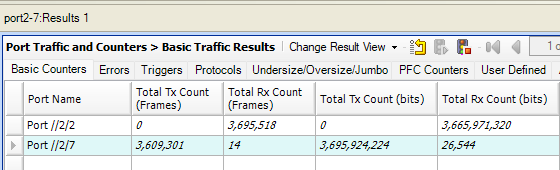 port2-7:Results 1
Port Traffic and Counters > Basic Traffic Results | Change Result View
Basic Counters Errors Triggers Protocols Undersize/Oversize/Jumbo PFC Counters User Defined
Port Name Total Tx Count (Frames) Total Rx Count (Frames) Total Tx Count (bits) Total Rx Count (bits)
Port //2/2 0 3,695,518 0 3,665,971,320
Port //2/7 3,609,301 14 3,695,924,224 26,544